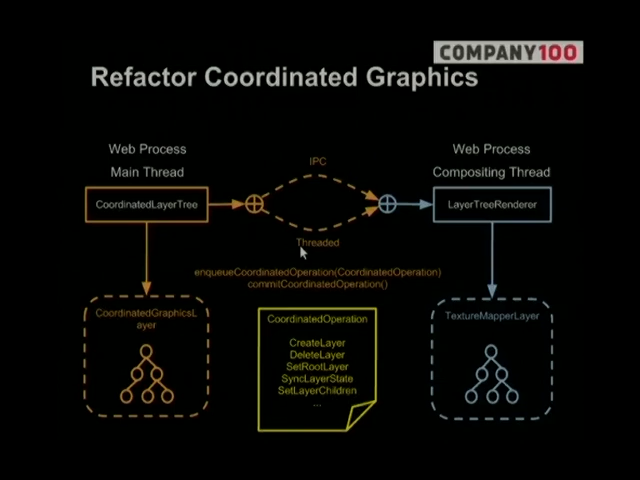 COMPANY100
Refactor Coordinated Graphics
Web Process
Main Thread
CoordinatedLayerTree
IPC
Threaded
Web Process
Compositing Thread
LayerTreeRenderer
enqueueCoordinatedOperation(CoordinatedOperation)
commitCoordinatedOperation()
CoordinatedGraphicsL
ayer
CoordinatedOperation
CreateLayer
DeleteLayer
SetRootLayer
SyncLayerState
SetLayerChildren
...
TextureMapperLayer